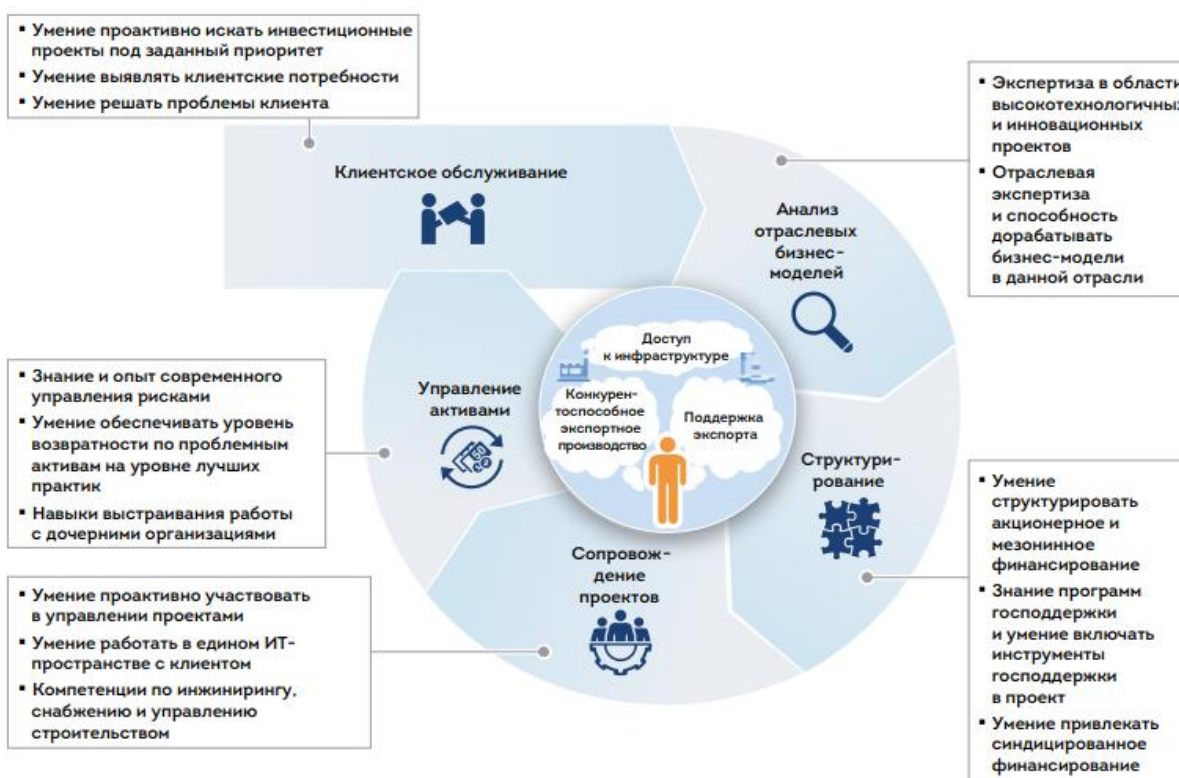 ▪ Умение проактивно искать инвестиционные
проекты под заданный приоритет
▪ Умение выявлять клиентские потребности
▪ Умение решать проблемы клиента
Клиентское обслуживание
▪ Экспертиза в области
высокотехнологичных
и инновационных
проектов
▪ Отраслевая
экспертиза
и способность
дорабатывать
бизнес-модели
в данной отрасли
Анализ
отраслевых
бизнес-
моделей
Доступ
к инфраструктуре
Конкурен-
тоспособное
экспортное
производство
Поддержка
экспорта
▪ Знание и опыт современного
управления рисками
▪ Умение обеспечивать уровень
возвратности по проблемным
активам на уровне лучших
практик
▪ Навыки выстраивания работы
с дочерними организациями
Управление
активами
Структури-
рование
▪ Умение
структурировать
акционерное и
мезонинное
финансирование
▪ Знание программ
господдержки
и умение включать
инструменты
господдержки
в проект
▪ Умение привлекать
синдицированное
финансирование
Сопровож-
дение
проектов
▪ Умение проактивно участвовать
в управлении проектами
▪ Умение работать в едином ИТ-
пространстве с клиентом
▪ Компетенции по инжинирингу,
снабжению и управлению
строительством